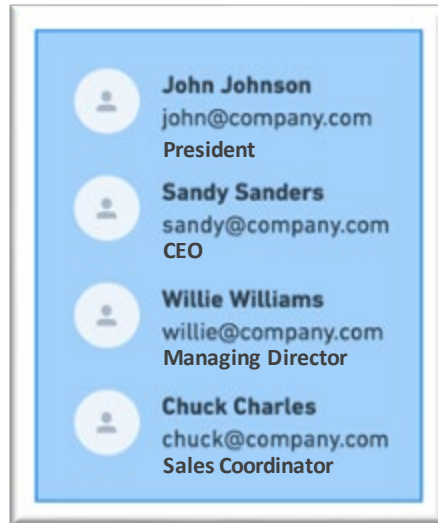 John Johnson
john@company.com
President
Sandy Sanders
sandy@company.com
CEO
Willie Williams
willie@company.com
Managing Director
Chuck Charles
chuck@company.com
Sales Coordinator